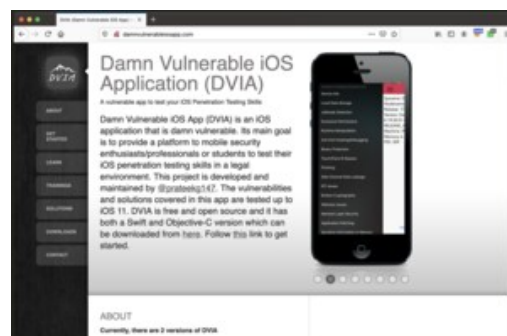 damnvulnerableiosapp.com
DVIA
ABOUT
GET STARTED
LEARN
TRAININGS
SOLUTIONS
DOWNLOADS
CONTACT
Damn Vulnerable iOS
Application (DVIA)
A vulnerable app to test your iOS Penetration Testing Skills
Damn Vulnerable iOS App (DVIA) is an iOS
application that is damn vulnerable. Its main goal
is to provide a platform to mobile security
enthusiasts/professionals or students to test their
iOS penetration testing skills in a legal
environment. This project is developed and
maintained by @prateekg147. The vulnerabilities
and solutions covered in this app are tested up to
iOS 11. DVIA is free and open source and it has
both a Swift and Objective-C version which can
be downloaded from here. Follow this link to get
started.
ABOUT
Currently, there are 2 versions of DVIA